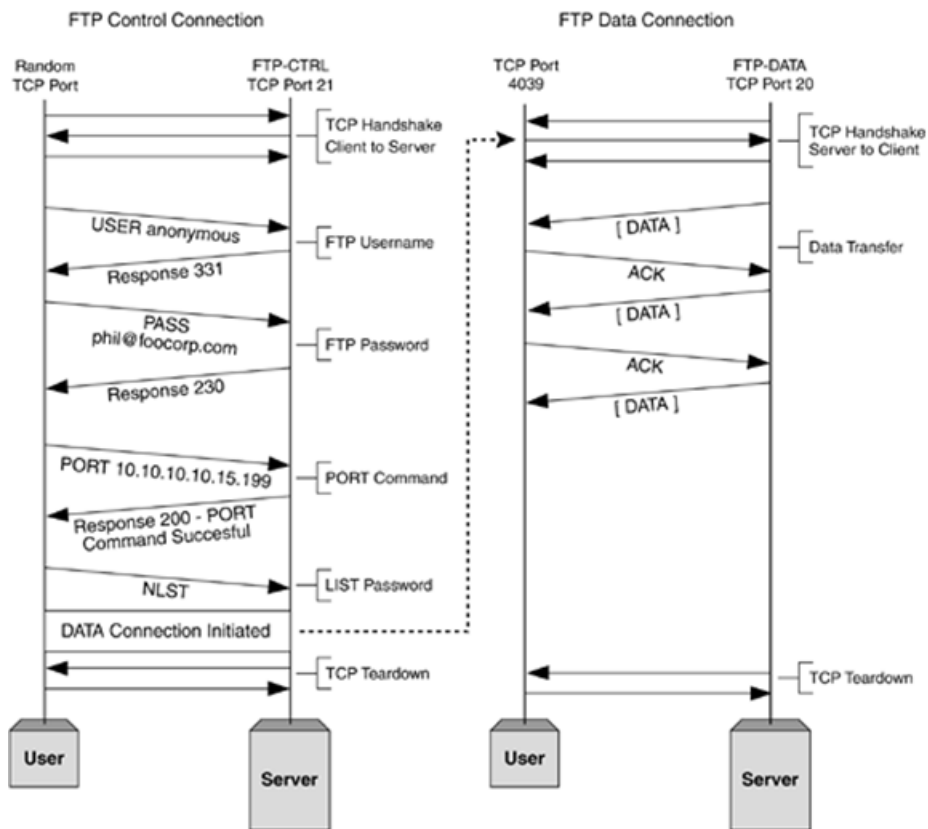 FTP Control Connection
Random
TCP Port
FTP-CTRL
TCP Port 21
TCP Handshake
Client to Server
USER anonymous
FTP Username
Response 331
PASS
phil@foocorp.com
FTP Password
Response 230
PORT 10.10.10.10.15.199
PORT Command
Response 200 - PORT
Command Succesful
NLST
LIST Password
DATA Connection Initiated
TCP Teardown
User
Server
FTP Data Connection
TCP Port
4039
FTP-DATA
TCP Port 20
TCP Handshake
Server to Client
[ DATA ]
Data Transfer
ACK
[ DATA ]
ACK
[ DATA ]
TCP Teardown
User
Server